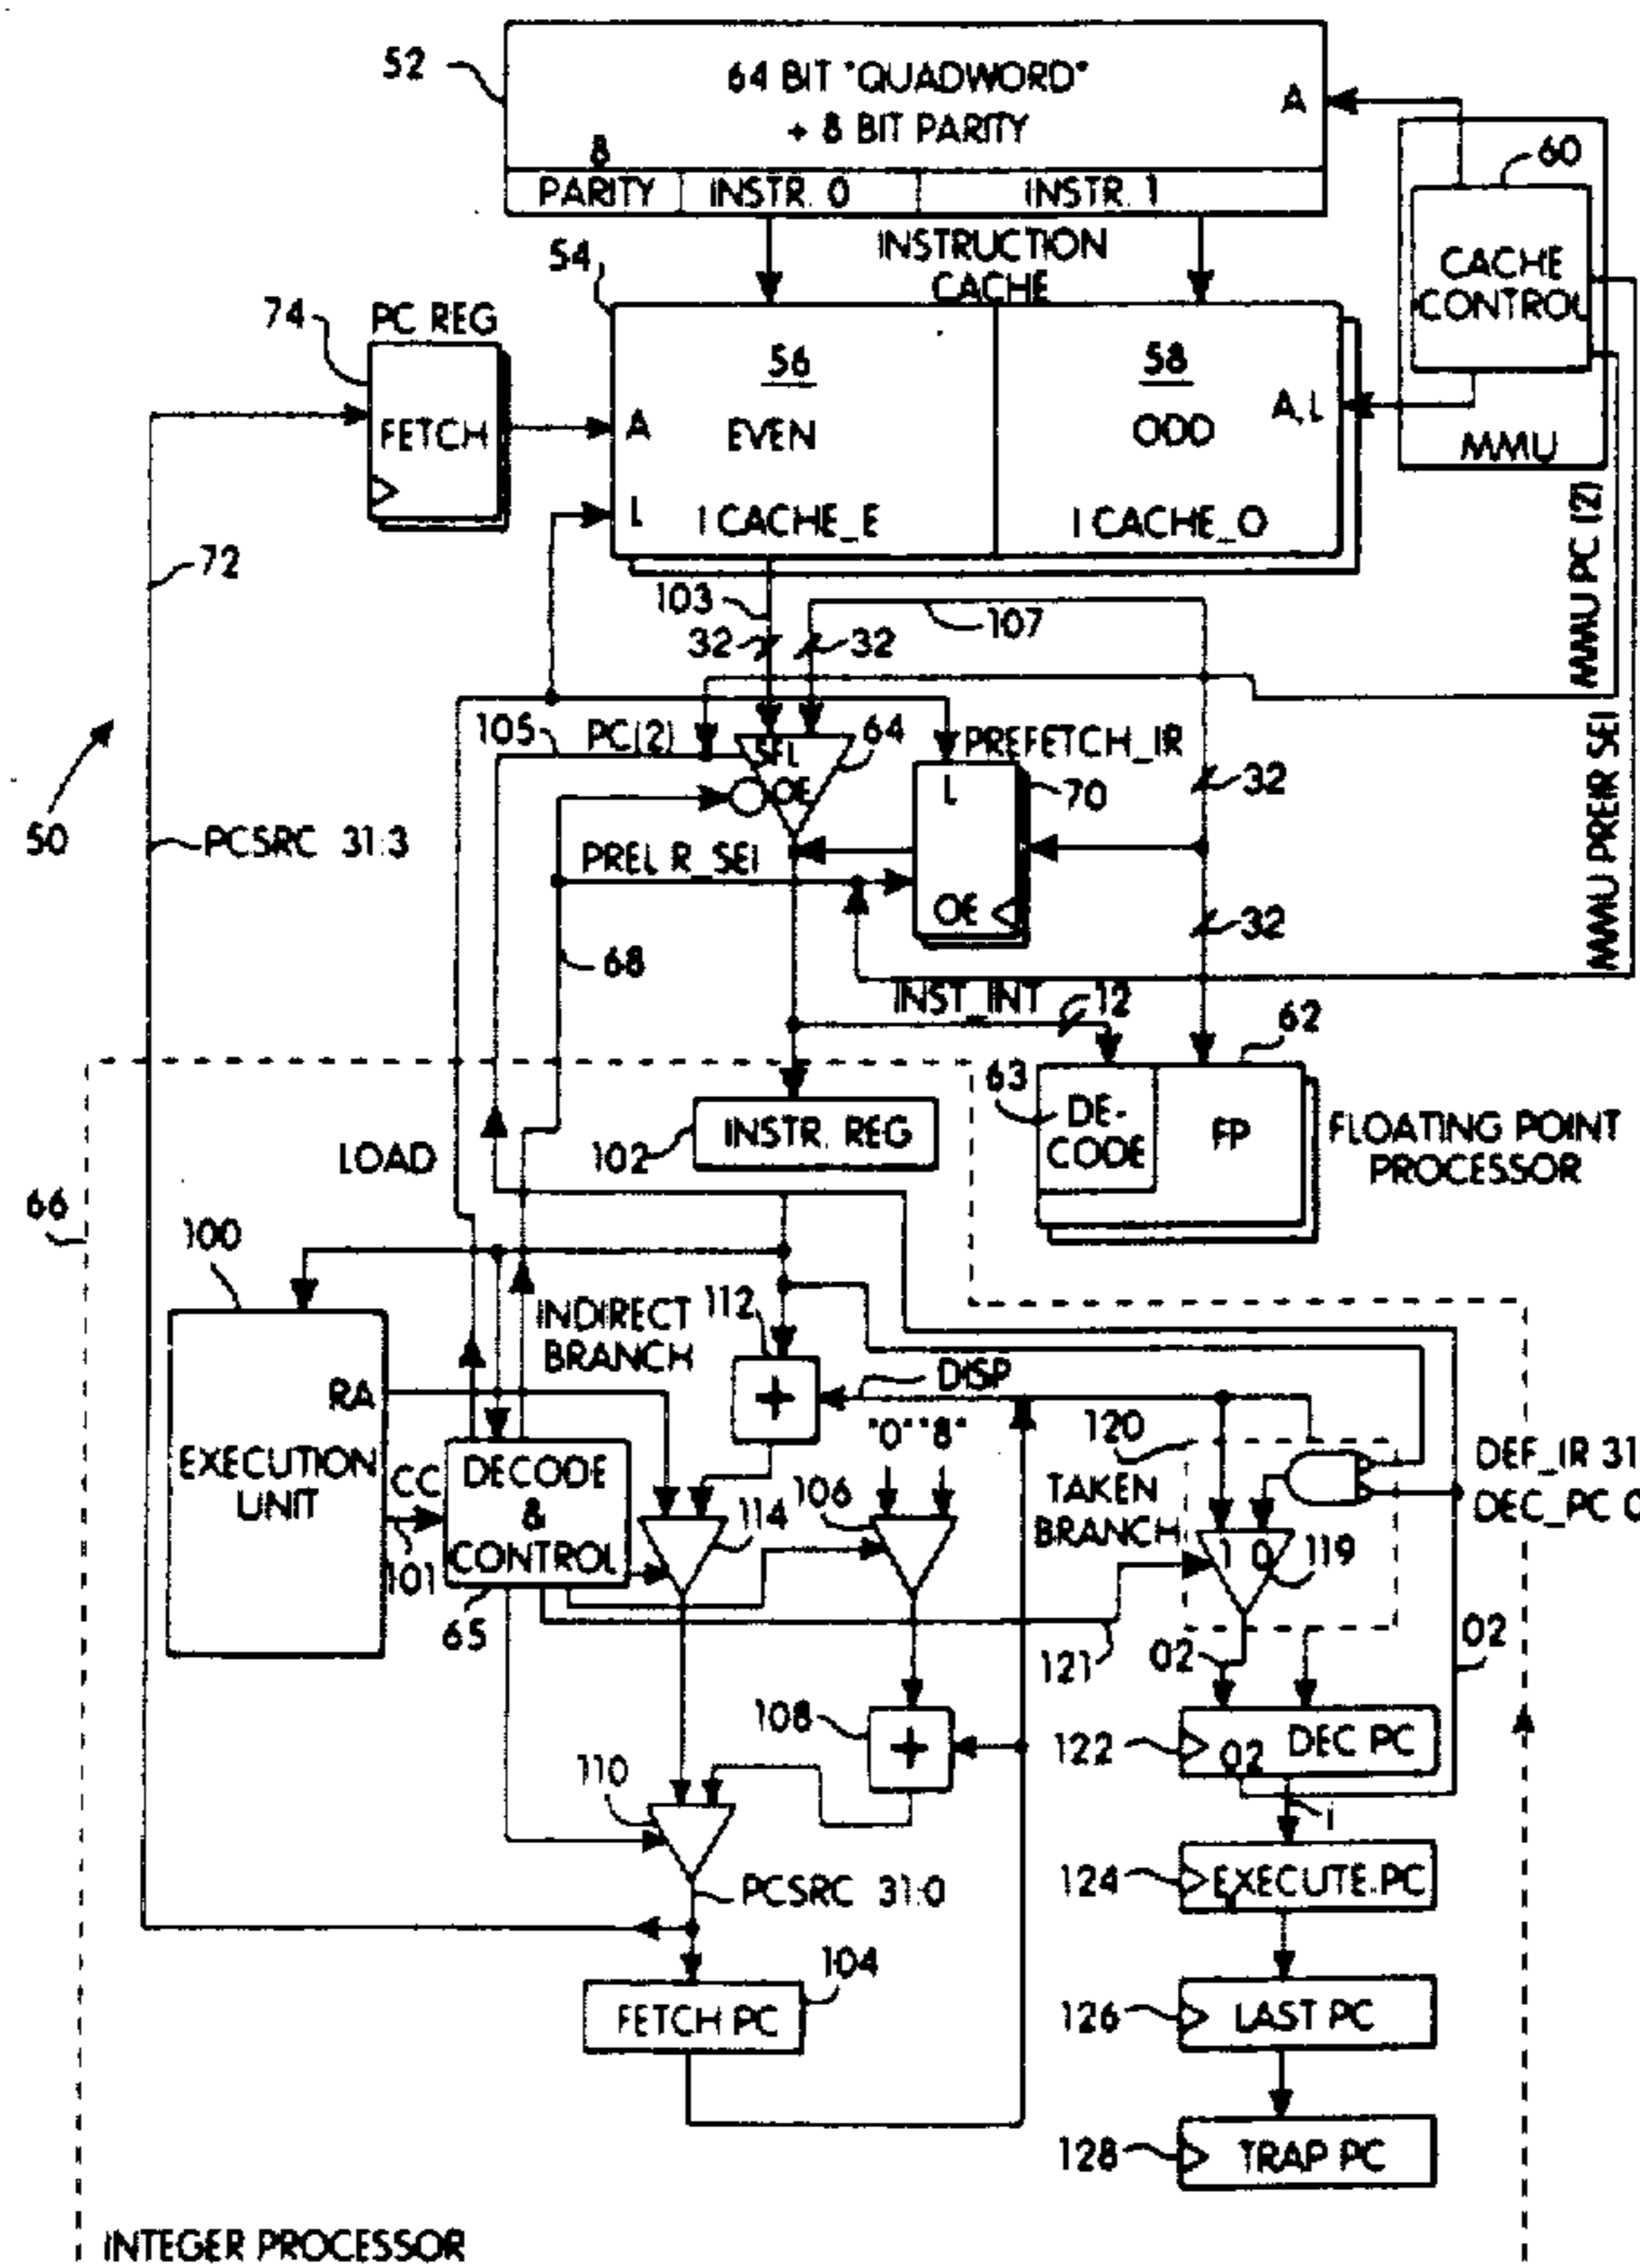 52
64 BIT "QUADWORD"
+ 8 BIT PARITY
A
8
PARITY
INSTR. 0
INSTR. 1
60
CACHE
CONTROL
MMU
54
INSTRUCTION
CACHE
74
PC REG
FETCH
56
EVEN
58
ODD
A
A,L
L
I CACHE_E
I CACHE_O
72
103
32
32
107
MMU PC (2)
105
PC(2)
SEL
OE
64
PREFETCH_IR
L
70
OE
32
50
PCSRC 31:3
68
32
MMU PREIR SEI
INST_INT
12
62
63
DE-
CODE
FP
FLOATING POINT
PROCESSOR
LOAD
INSTR. REG
102
66
100
INDIRECT
BRANCH
112
+
DISP
RA
EXECUTION
UNIT
CC
101
DECODE
&
CONTROL
65
114
"0" "8"
106
120
TAKEN
BRANCH
1 0
119
DEC_PC 0
121
02
02
108
+
122
02
DEC PC
110
i
PCSRC 31:0
124
EXECUTE PC
104
FETCH PC
126
LAST PC
128
TRAP PC
INTEGER PROCESSOR